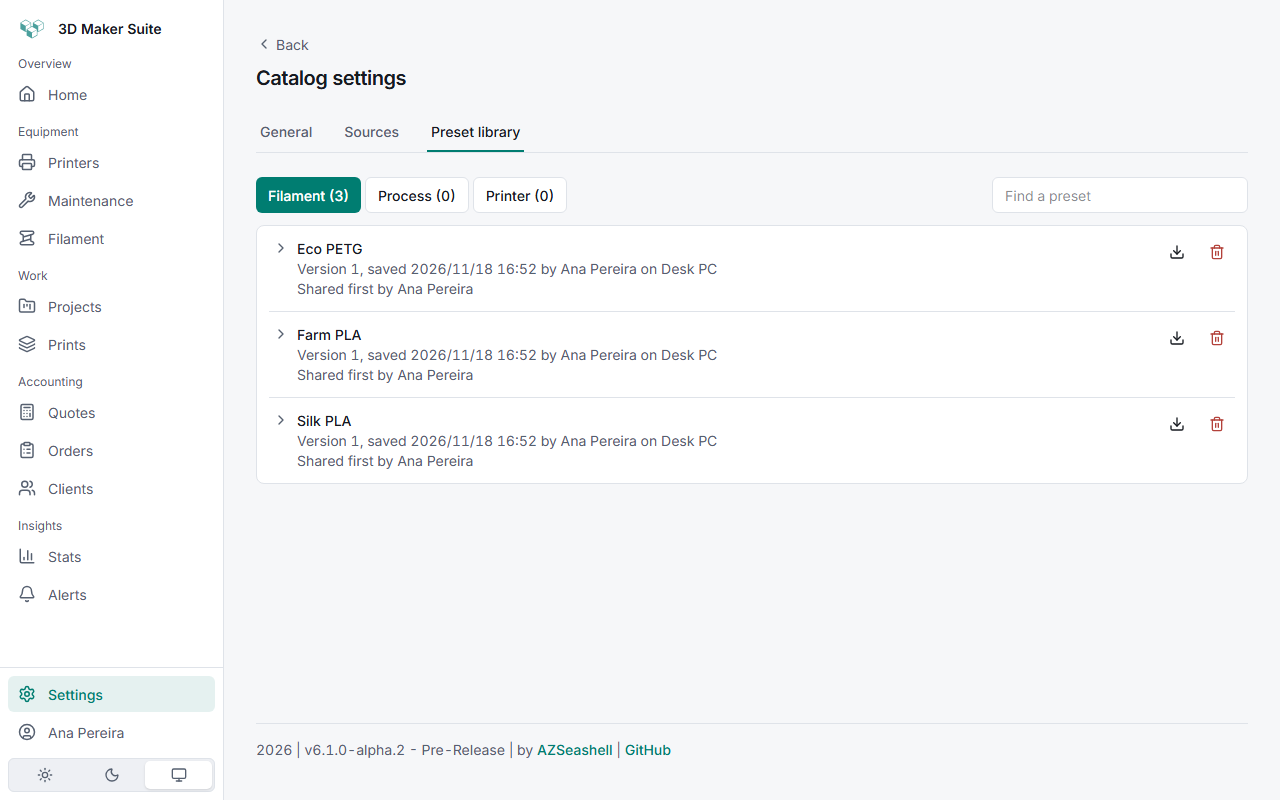 3D Maker Suite
Overview
Home
Equipment
Printers
Maintenance
Filament
Work
Projects
Prints
Accounting
Quotes
Orders
Clients
Insights
Stats
Alerts
Settings
Ana Pereira
Back
Catalog settings
General Sources Preset library
Filament (3) Process (0) Printer (0) Find a preset
Eco PETG
Version 1, saved 2026/11/18 16:52 by Ana Pereira on Desk PC
Shared first by Ana Pereira
Farm PLA
Version 1, saved 2026/11/18 16:52 by Ana Pereira on Desk PC
Shared first by Ana Pereira
Silk PLA
Version 1, saved 2026/11/18 16:52 by Ana Pereira on Desk PC
Shared first by Ana Pereira
2026 | v6.1.0-alpha.2 - Pre-Release | by AZSeashell | GitHub